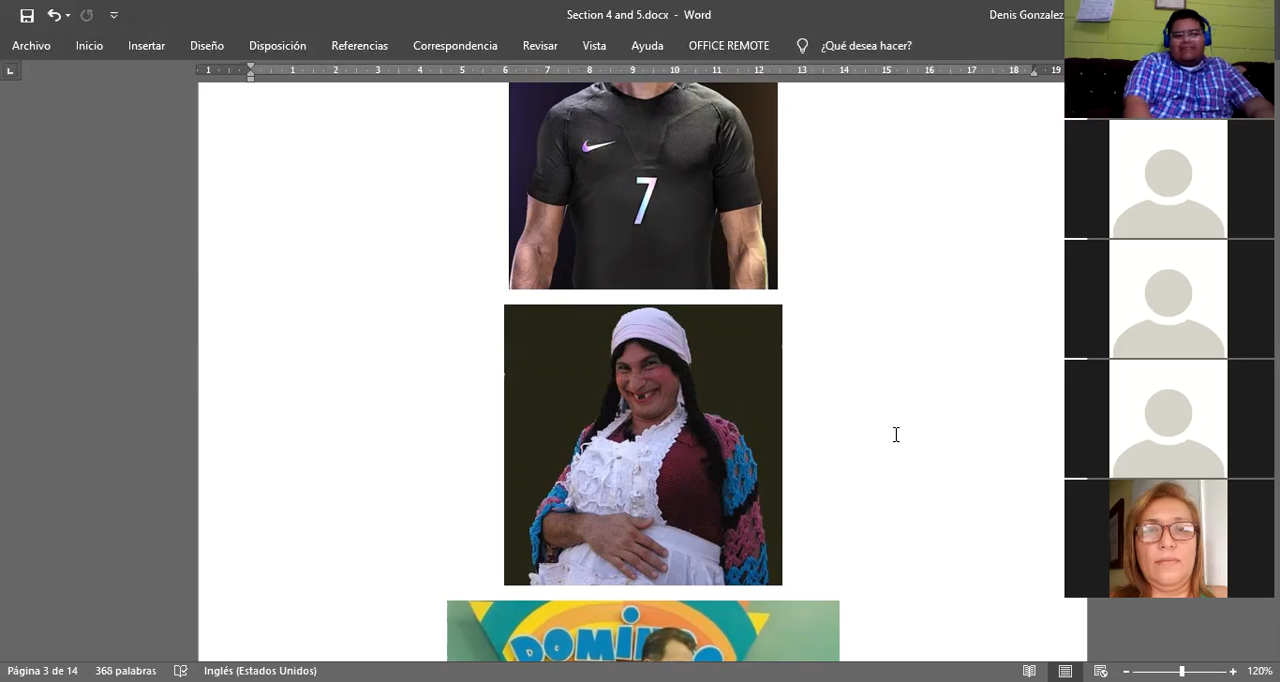 Section 4 and 5.docx - Word
Denis Gonzalez
Archivo Inicio Insertar Diseño Disposición Referencias Correspondencia Revisar Vista Ayuda OFFICE REMOTE ¿Qué desea hacer?
1 1 2 3 4 5 6 7 8 9 10 11 12 13 14 15 16 17 18 19
7
DOMIN
Página 3 de 14 368 palabras Inglés (Estados Unidos) 120%